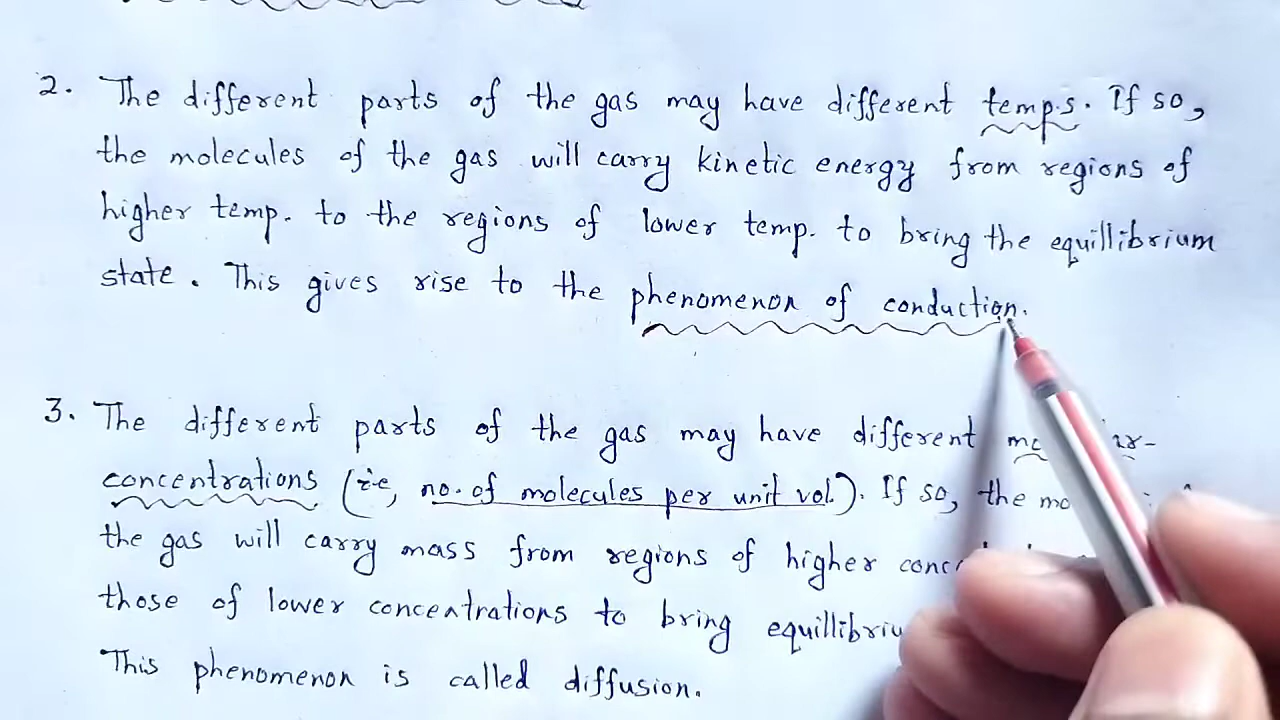 2. The different parts of the gas may have different temps. If so,
the molecules of the gas will carry kinetic energy from regions of
higher temp. to the regions of lower temp. to bring the equillibrium
state. This gives rise to the phenomenon of conduction.
3. The different parts of the gas may have different
concentrations (i.e, no. of molecules per unit vol.). If so, the
the gas will carry mass from regions of higher
those of lower concentrations to bring
This phenomenon is called diffusion.